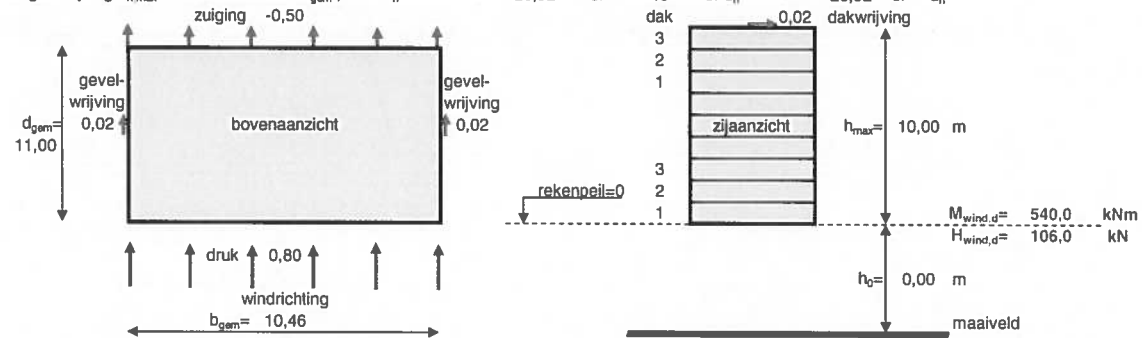 zuiging -0,50
gevel-
wrijving
0,02
gevel-
wrijving
0,02
d_gem=
11,00
bovenaanzicht
druk 0,80
windrichting
b_gem= 10,46
dak
0,02 dakwrijving
3
2
1
zijaanzicht
h_max= 10,00 m
3
2
1
rekenpeil=0
M_wind,d= 540,0 kNm
H_wind,d= 106,0 kN
h_0= 0,00 m
maaiveld